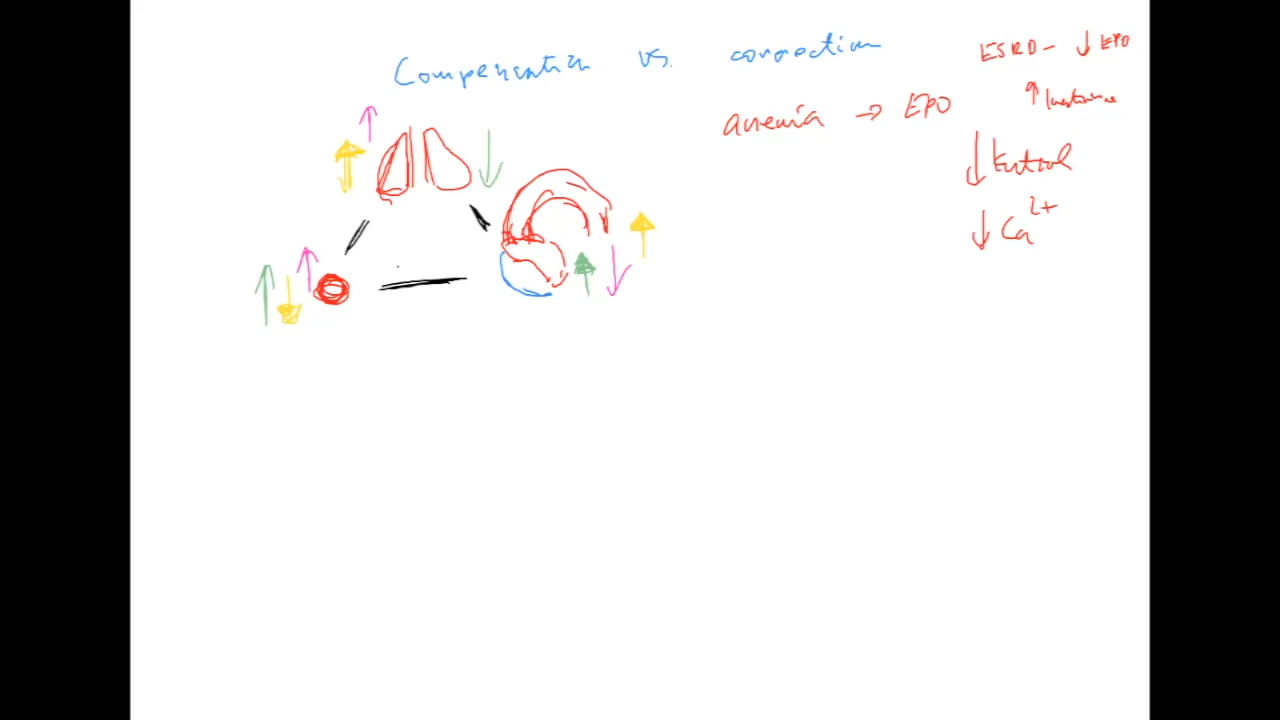 Compensation vs. correction
ESRD - ↓ EPO
anemia → EPO
↑
↓
↓ Ca2+